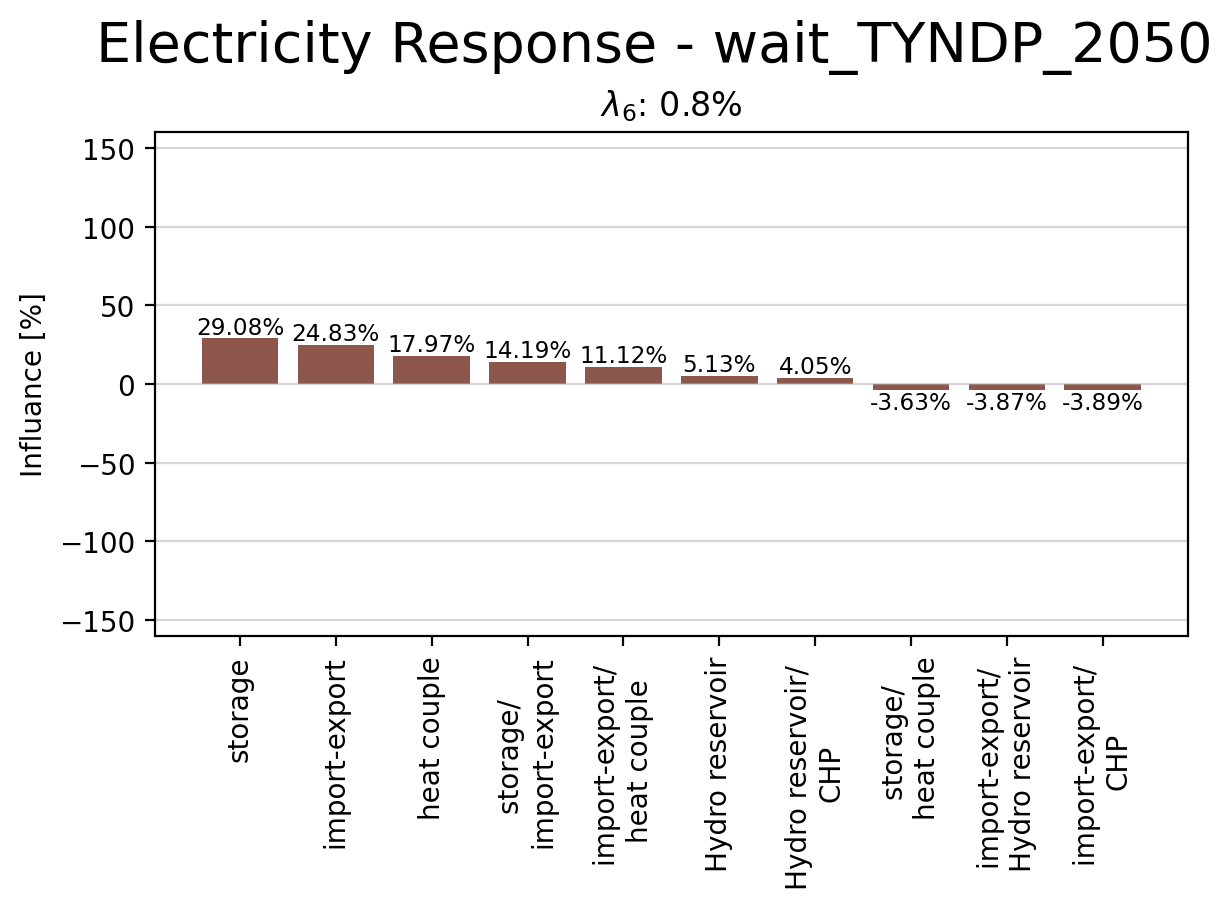 Electricity Response - wait_TYNDP_2050
λ6: 0.8%
Influance [%]
150
100
50
0
−50
−100
−150
29.08%
24.83%
17.97%
14.19%
11.12%
5.13%
4.05%
-3.63%
-3.87%
-3.89%
storage
import-export
heat couple
storage/
import-export
import-export/
heat couple
Hydro reservoir
Hydro reservoir/
CHP
storage/
heat couple
import-export/
Hydro reservoir
import-export/
CHP